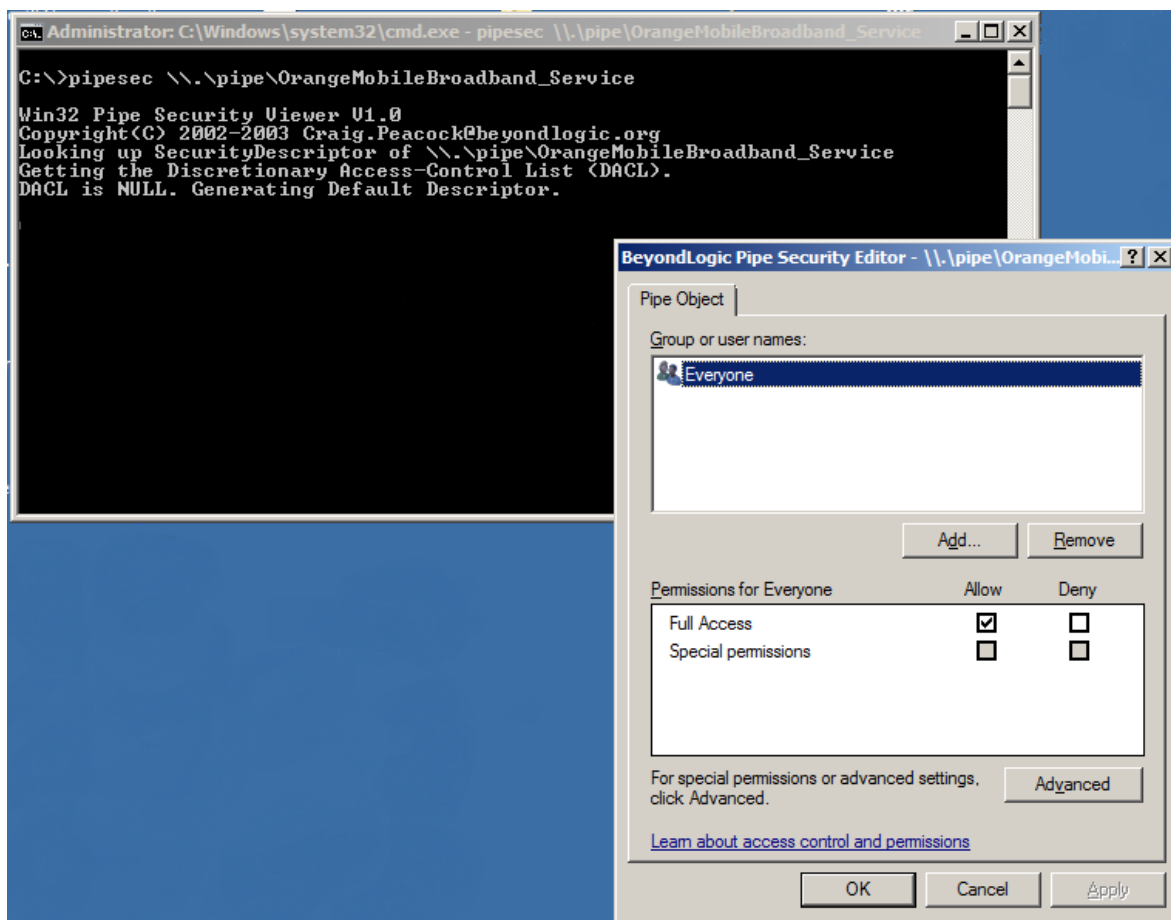 Administrator: C:\Windows\system32\cmd.exe - pipesec \\.\pipe\OrangeMobileBroadband_Service
C:\>pipesec \\.\pipe\OrangeMobileBroadband_Service
Win32 Pipe Security Viewer V1.0
Copyright(C) 2002-2003 Craig.Peacock@beyondlogic.org
Looking up SecurityDescriptor of \\.\pipe\OrangeMobileBroadband_Service
Getting the Discretionary Access-Control List (DACL).
DACL is NULL. Generating Default Descriptor.
BeyondLogic Pipe Security Editor - \\.\pipe\OrangeMobi...
Pipe Object
Group or user names:
Everyone
Add... Remove
Permissions for Everyone Allow Deny
Full Access
Special permissions
For special permissions or advanced settings,
click Advanced.
Advanced
Learn about access control and permissions
OK Cancel Apply